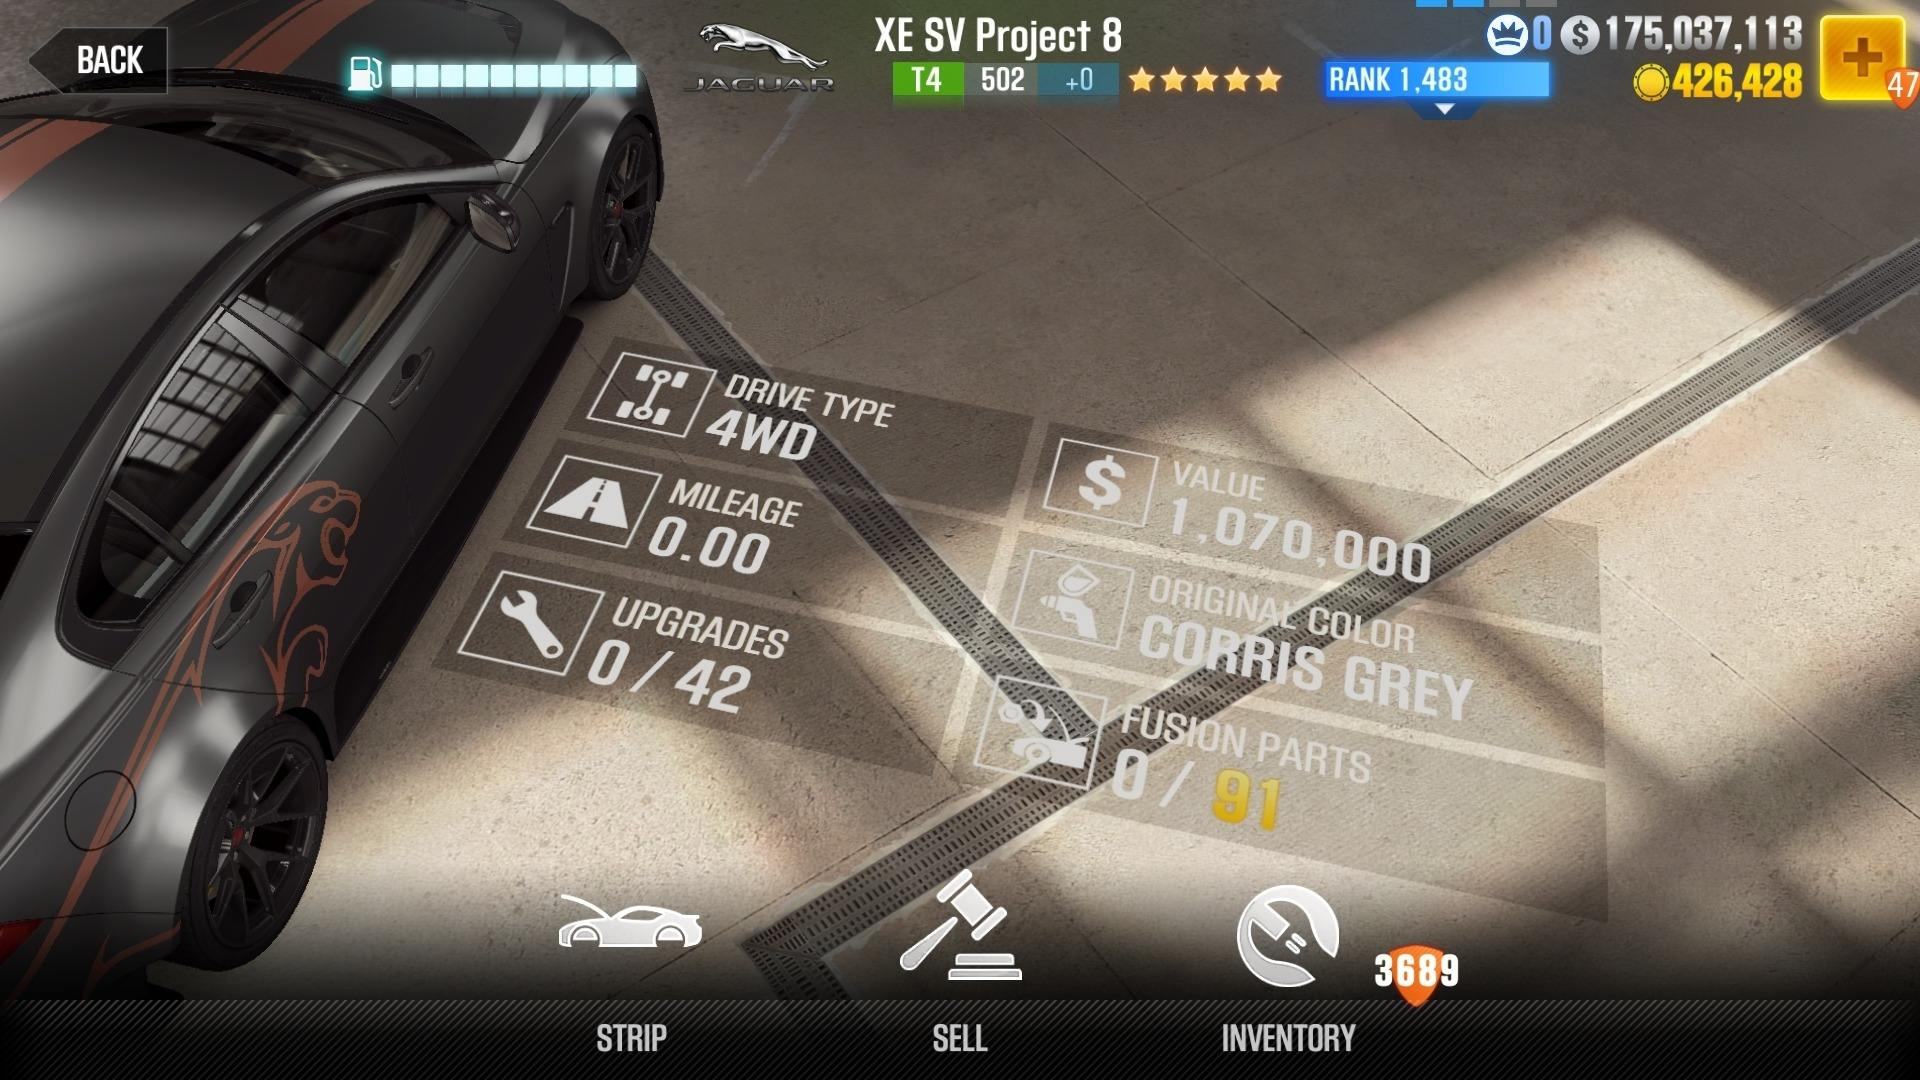 BACK
JAGUAR
XE SV Project 8
T4 502 +0
RANK 1,483
0 $ 175,037,113
426,428
47
DRIVE TYPE
4WD
MILEAGE
0.00
UPGRADES
0/42
$ VALUE
1,070,000
ORIGINAL COLOR
CORRIS GREY
FUSION PARTS
0 / 91
3689
STRIP
SELL
INVENTORY